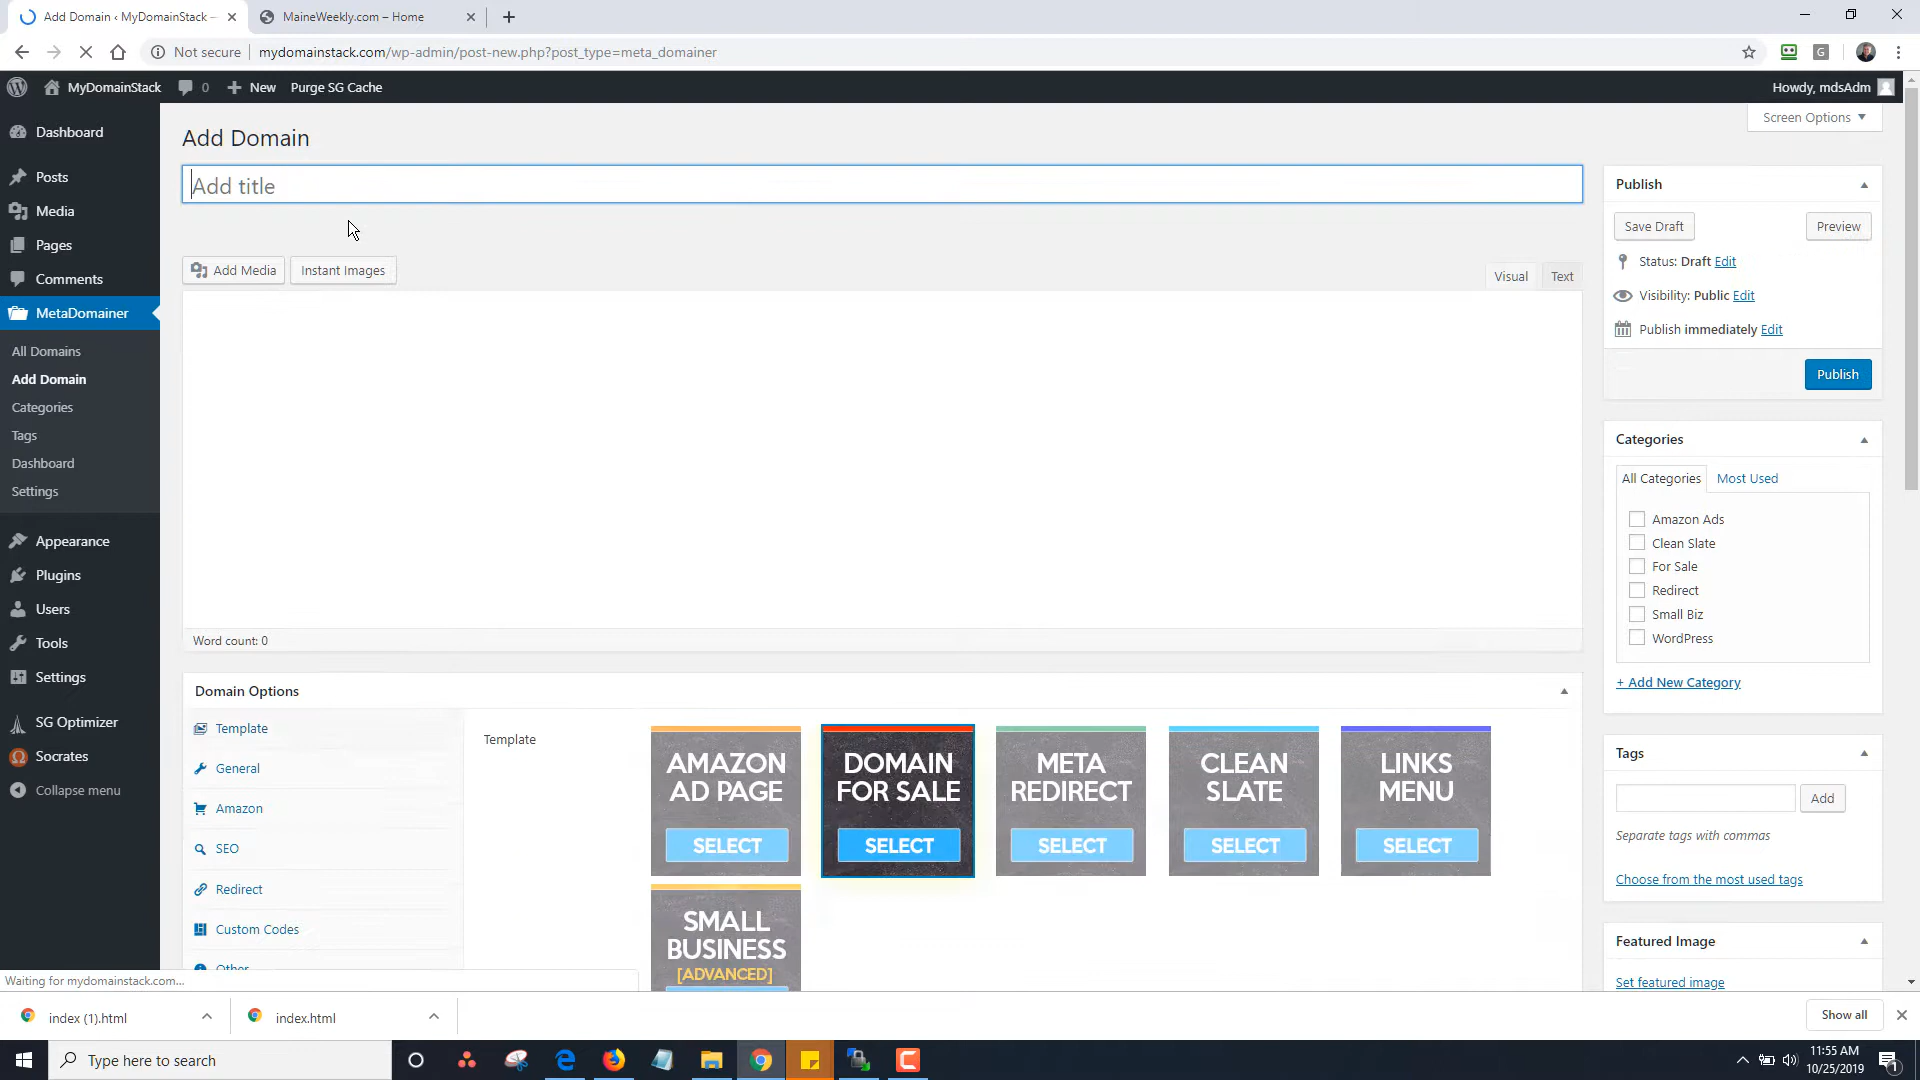 Add Domain ‹ MyDomainStack –
MaineWeekly.com – Home
Not secure
mydomainstack.com/wp-admin/post-new.php?post_type=meta_domainer
MyDomainStack
0
New
Purge SG Cache
Howdy, mdsAdm
Screen Options
Dashboard
Posts
Media
Pages
Comments
MetaDomainer
All Domains
Add Domain
Categories
Tags
Dashboard
Settings
Appearance
Plugins
Users
Tools
Settings
SG Optimizer
Socrates
Collapse menu
Add Domain
Add title
Add Media
Instant Images
Visual
Text
Word count: 0
Domain Options
Template
General
Amazon
SEO
Redirect
Custom Codes
Other
Template
AMAZON
AD PAGE
SELECT
DOMAIN
FOR SALE
SELECT
META
REDIRECT
SELECT
CLEAN
SLATE
SELECT
LINKS
MENU
SELECT
SMALL
BUSINESS
[ADVANCED]
Publish
Save Draft
Preview
Status: Draft Edit
Visibility: Public Edit
Publish immediately Edit
Publish
Categories
All Categories
Most Used
Amazon Ads
Clean Slate
For Sale
Redirect
Small Biz
WordPress
+ Add New Category
Tags
Add
Separate tags with commas
Choose from the most used tags
Featured Image
Set featured image
Waiting for mydomainstack.com...
index (1).html
index.html
Show all
Type here to search
11:55 AM
10/25/2019
1